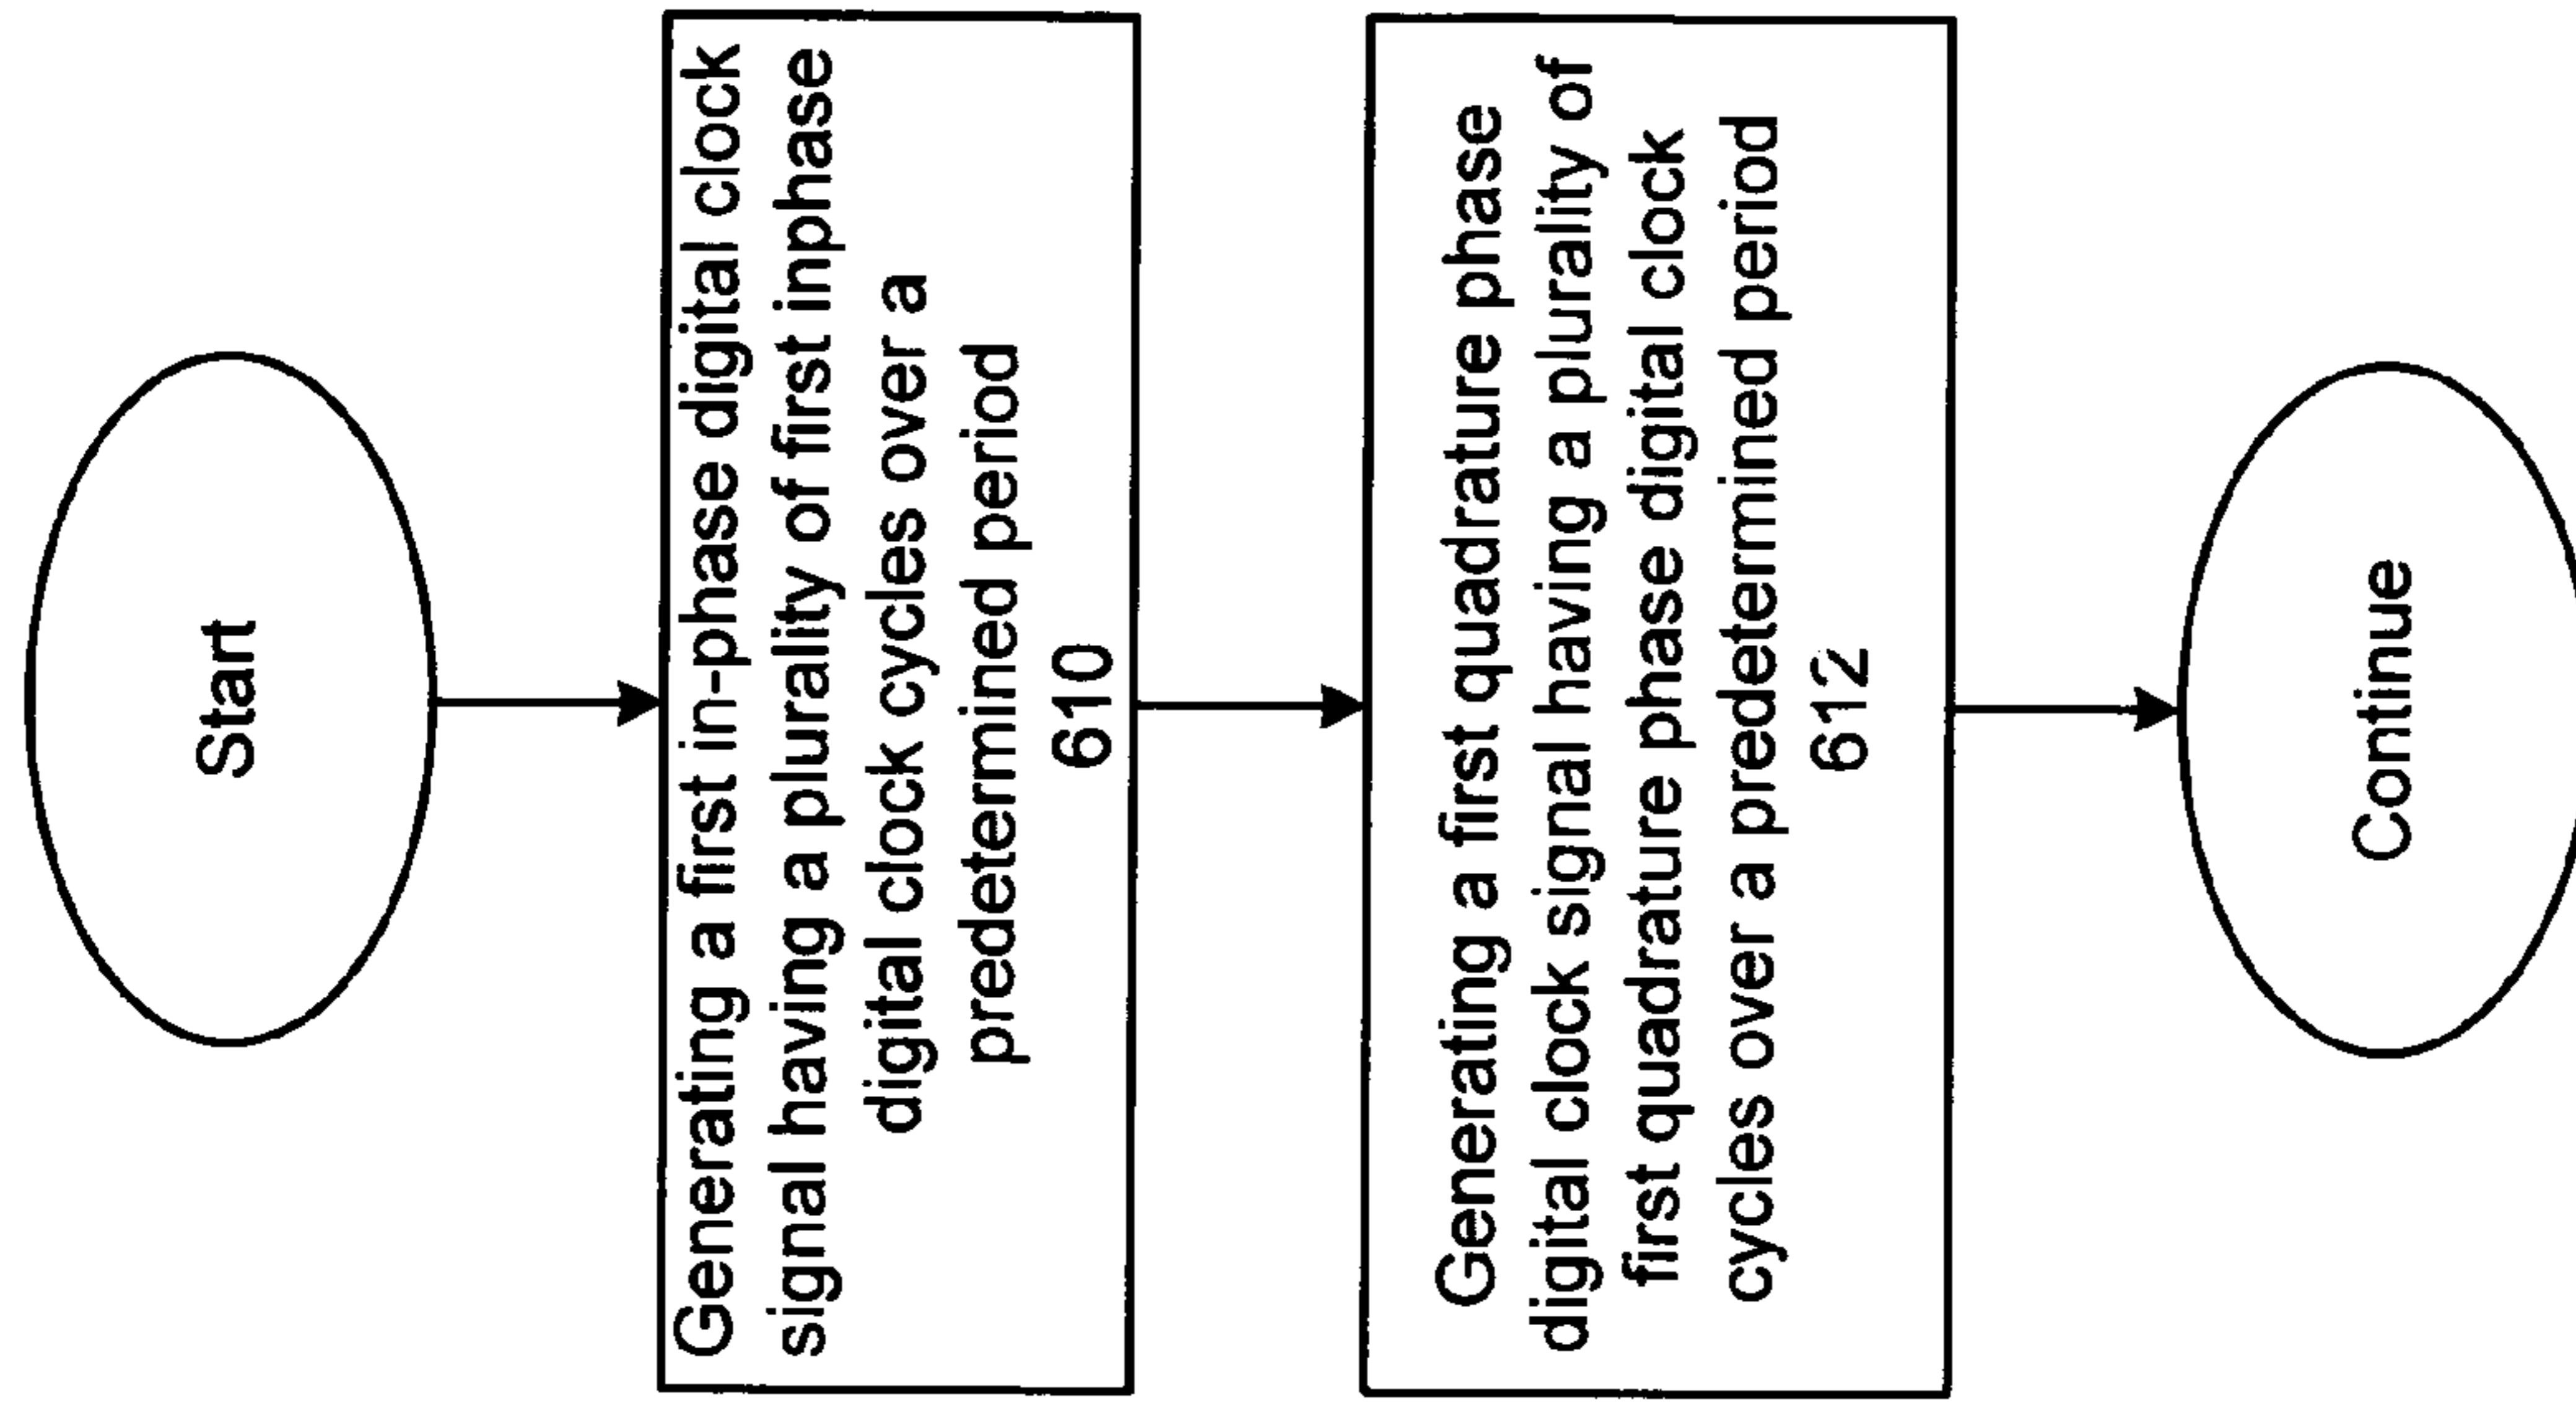 Start
Generating a first in-phase digital clock
signal having a plurality of first inphase
digital clock cycles over a
predetermined period
610
Generating a first quadrature phase
digital clock signal having a plurality of
first quadrature phase digital clock
cycles over a predetermined period
612
Continue